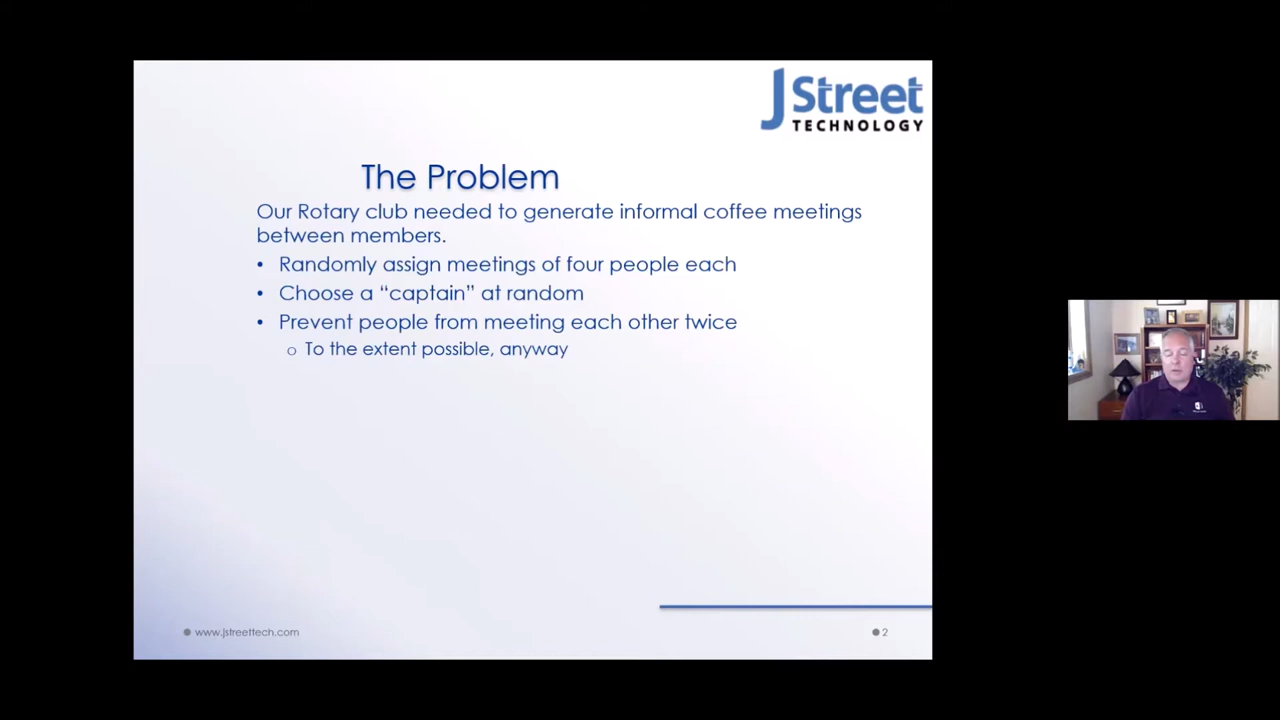 J Street
TECHNOLOGY
The Problem
Our Rotary club needed to generate informal coffee meetings
between members.
• Randomly assign meetings of four people each
• Choose a “captain” at random
• Prevent people from meeting each other twice
o To the extent possible, anyway
www.jstreettech.com
2